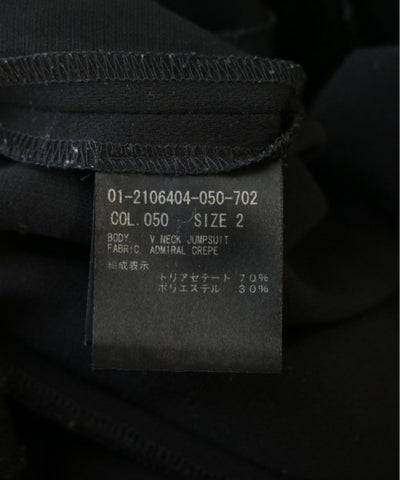 01-2106404-050-702
COL.050 SIZE 2
BODY. V NECK JUMPSUIT
FABRIC. ADMIRAL CREPE
組成表示
トリアセテート 70%
ポリエステル 30%